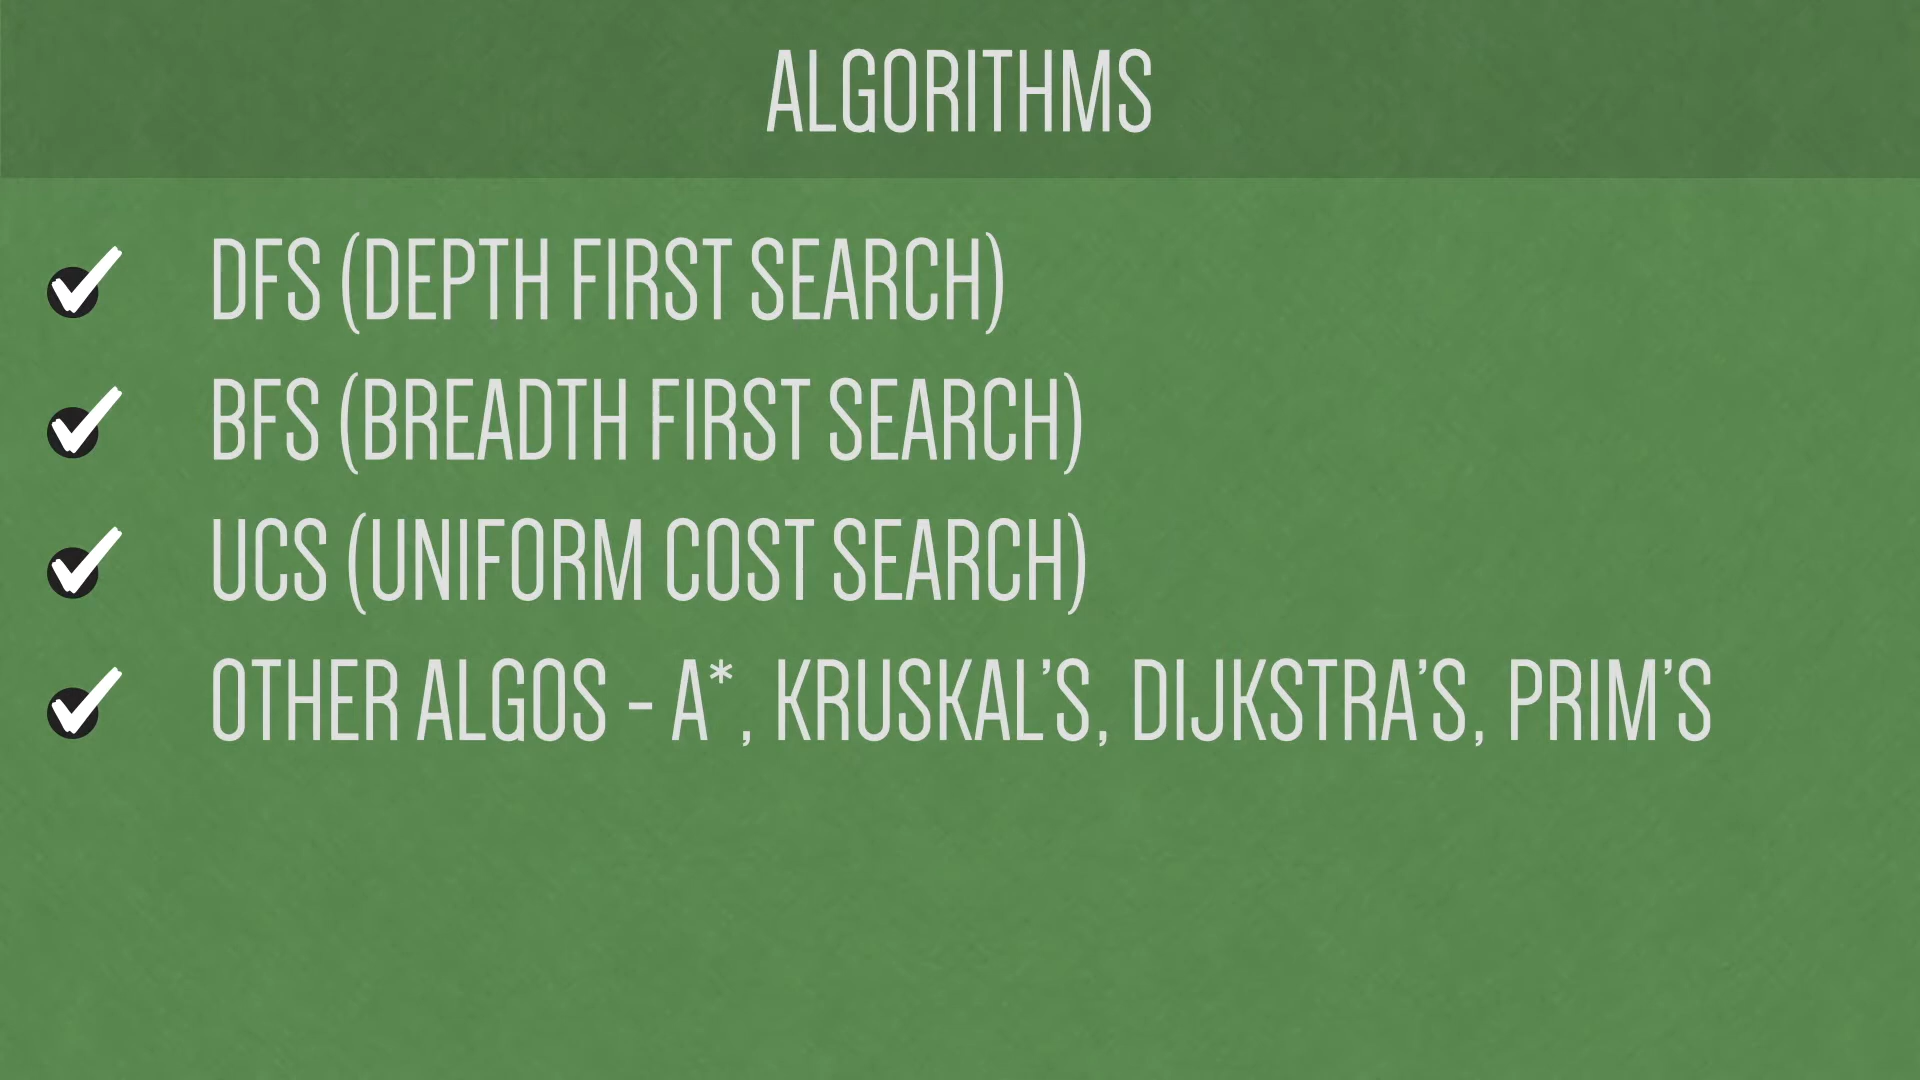 ALGORITHMS
DFS (DEPTH FIRST SEARCH)
BFS (BREADTH FIRST SEARCH)
UCS (UNIFORM COST SEARCH)
OTHER ALGOS - A*, KRUSKAL’S, DIJKSTRA’S, PRIM’S